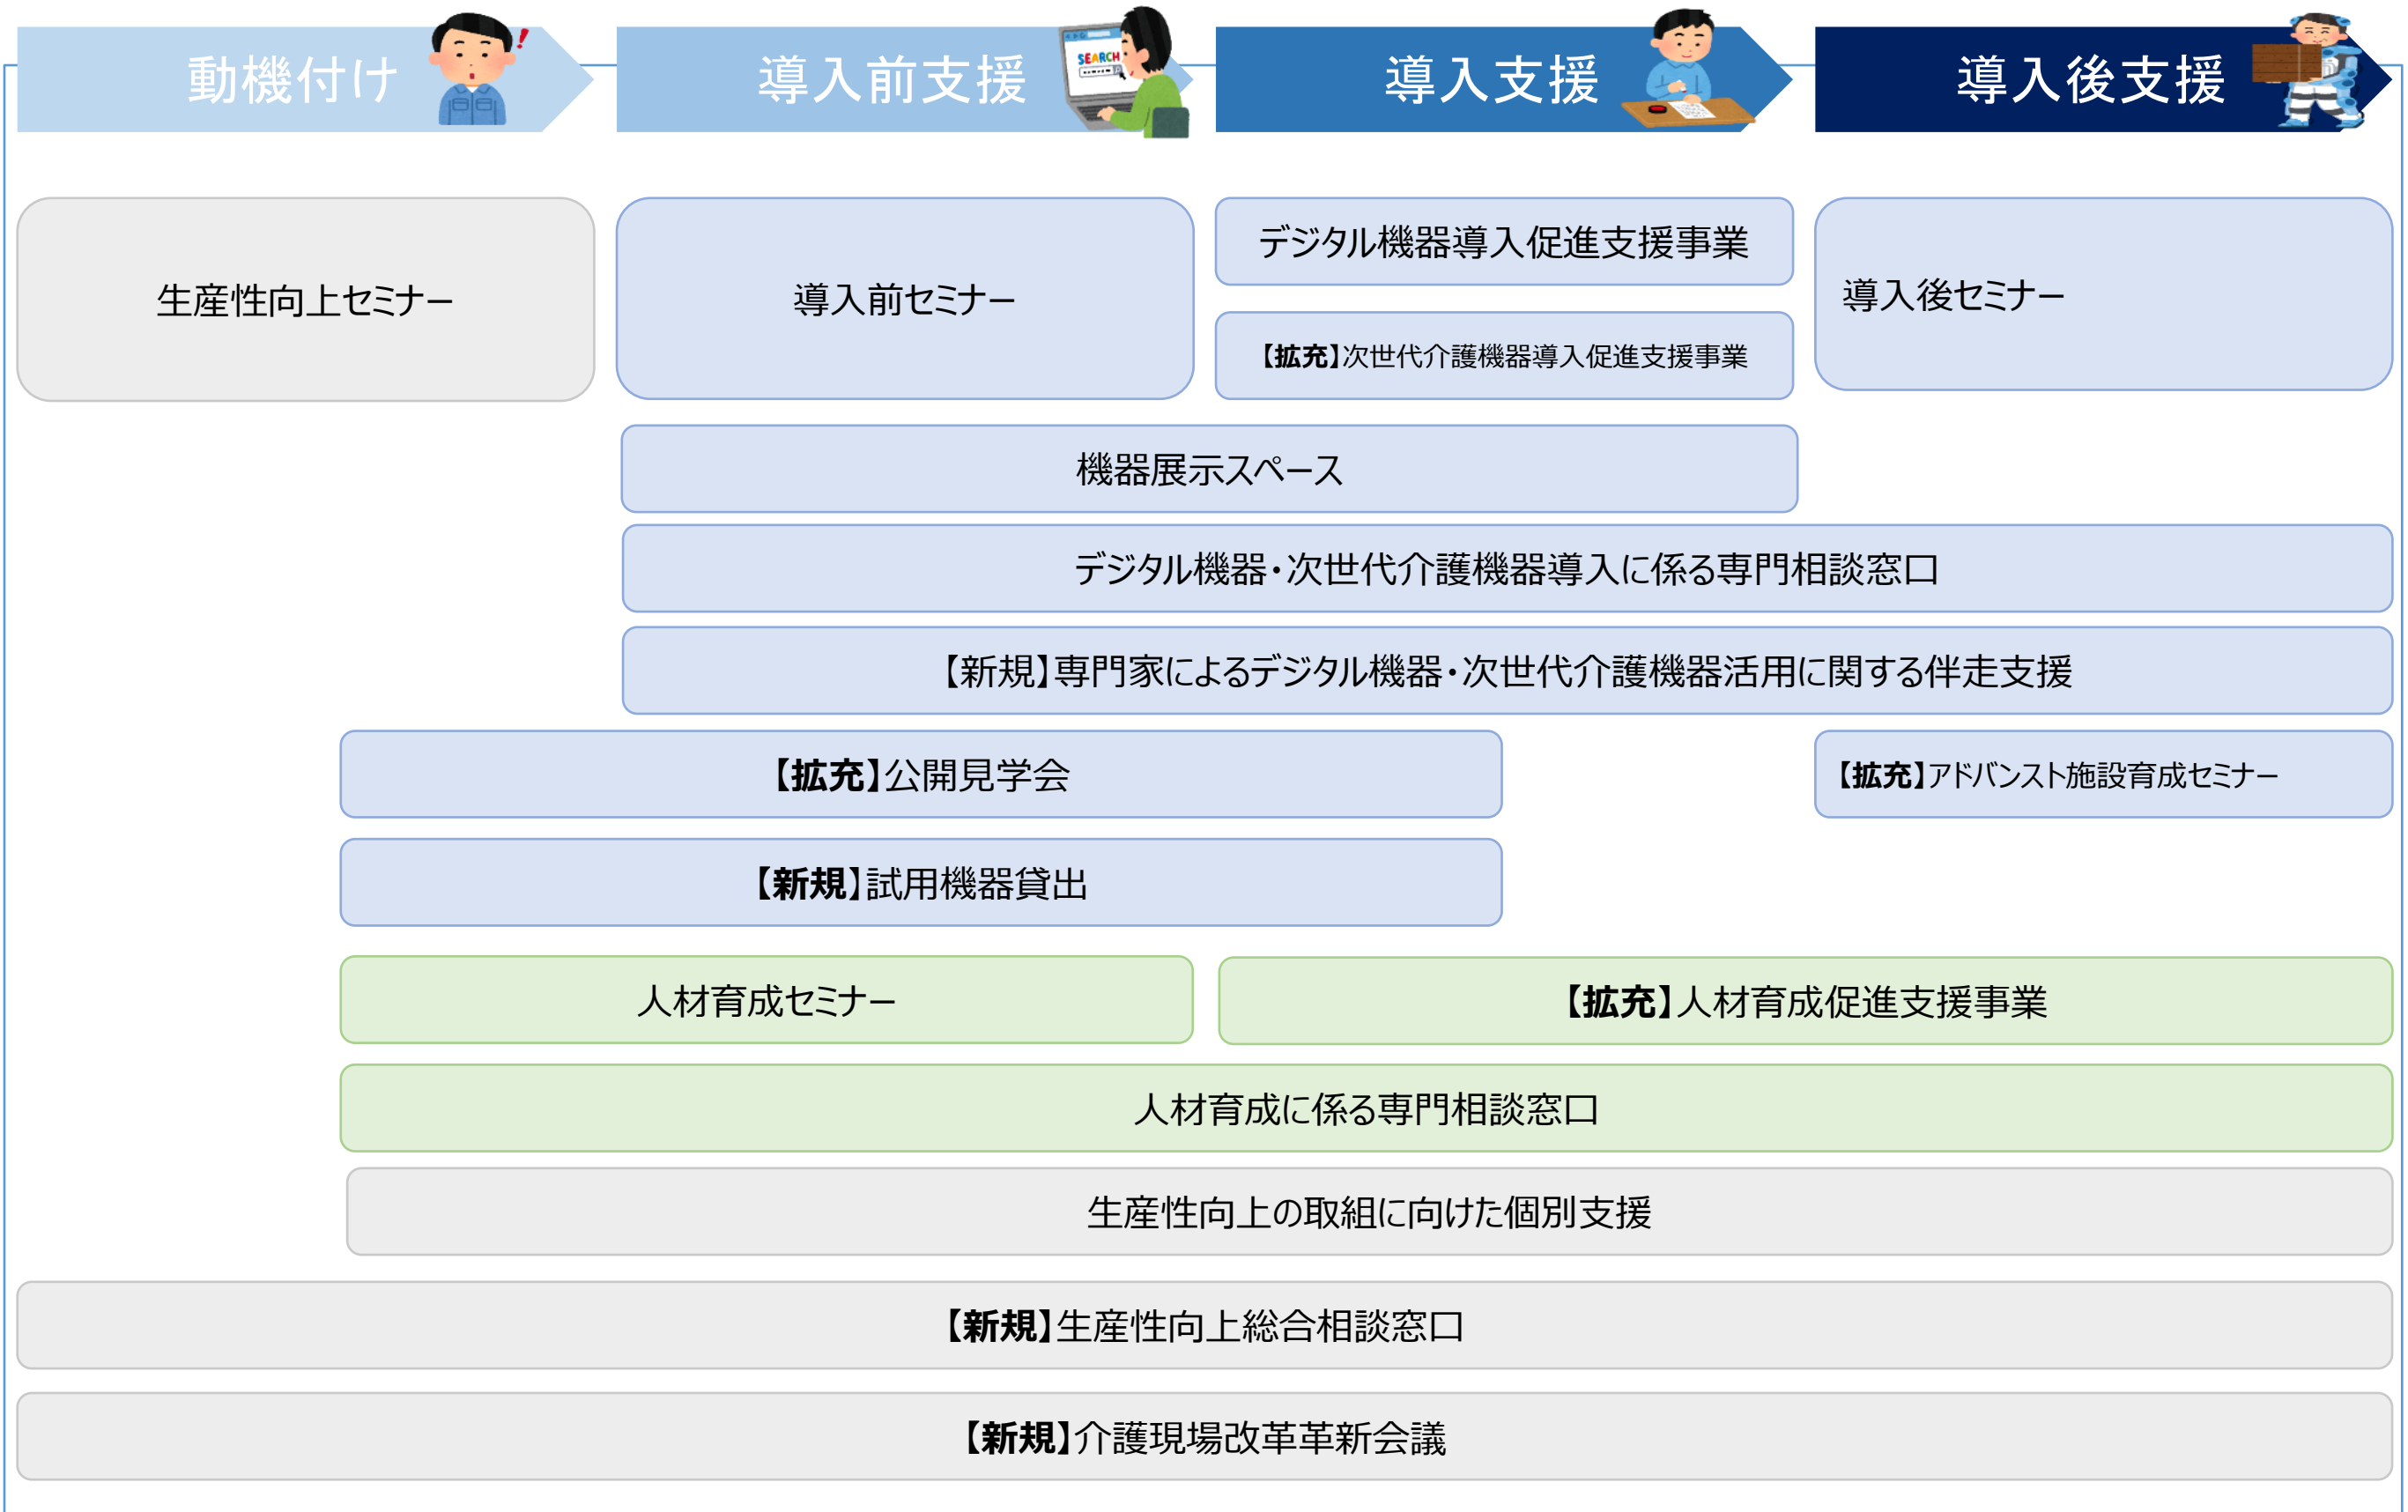 動機付け
導入前支援
SEARCH
導入支援
導入後支援
生産性向上セミナー
導入前セミナー
デジタル機器導入促進支援事業
【拡充】次世代介護機器導入促進支援事業
導入後セミナー
機器展示スペース
デジタル機器・次世代介護機器導入に係る専門相談窓口
【新規】専門家によるデジタル機器・次世代介護機器活用に関する伴走支援
【拡充】公開見学会
【拡充】アドバンスト施設育成セミナー
【新規】試用機器貸出
人材育成セミナー
【拡充】人材育成促進支援事業
人材育成に係る専門相談窓口
生産性向上の取組に向けた個別支援
【新規】生産性向上総合相談窓口
【新規】介護現場改革革新会議